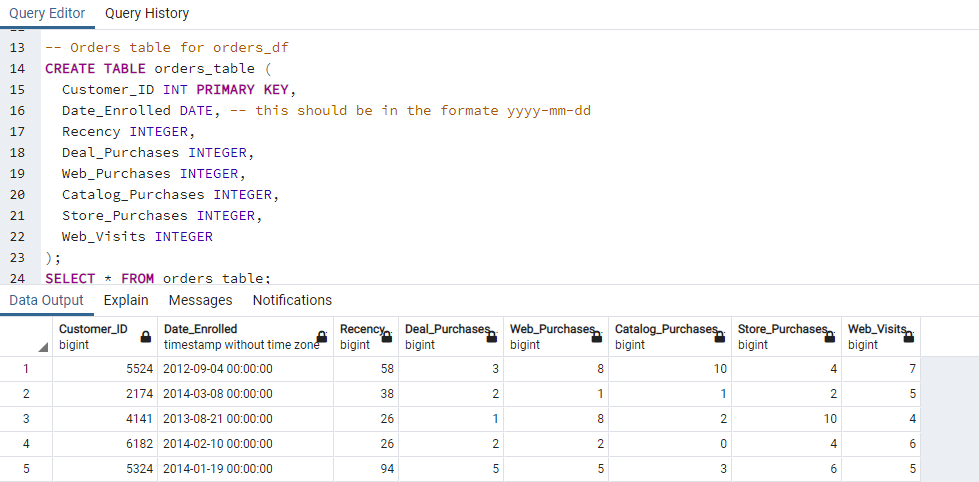 Query Editor Query History
13 -- Orders table for orders_df
14 CREATE TABLE orders_table (
15 Customer_ID INT PRIMARY KEY,
16 Date_Enrolled DATE, -- this should be in the formate yyyy-mm-dd
17 Recency INTEGER,
18 Deal_Purchases INTEGER,
19 Web_Purchases INTEGER,
20 Catalog_Purchases INTEGER,
21 Store_Purchases INTEGER,
22 Web_Visits INTEGER
23 );
24 SELECT * FROM orders_table;
Data Output Explain Messages Notifications
Customer_ID Date_Enrolled Recency Deal_Purchases Web_Purchases Catalog_Purchases Store_Purchases Web_Visits
bigint timestamp without time zone bigint bigint bigint bigint bigint bigint
1 5524 2012-09-04 00:00:00 58 3 8 10 4 7
2 2174 2014-03-08 00:00:00 38 2 1 1 2 5
3 4141 2013-08-21 00:00:00 26 1 8 2 10 4
4 6182 2014-02-10 00:00:00 26 2 2 0 4 6
5 5324 2014-01-19 00:00:00 94 5 5 3 6 5